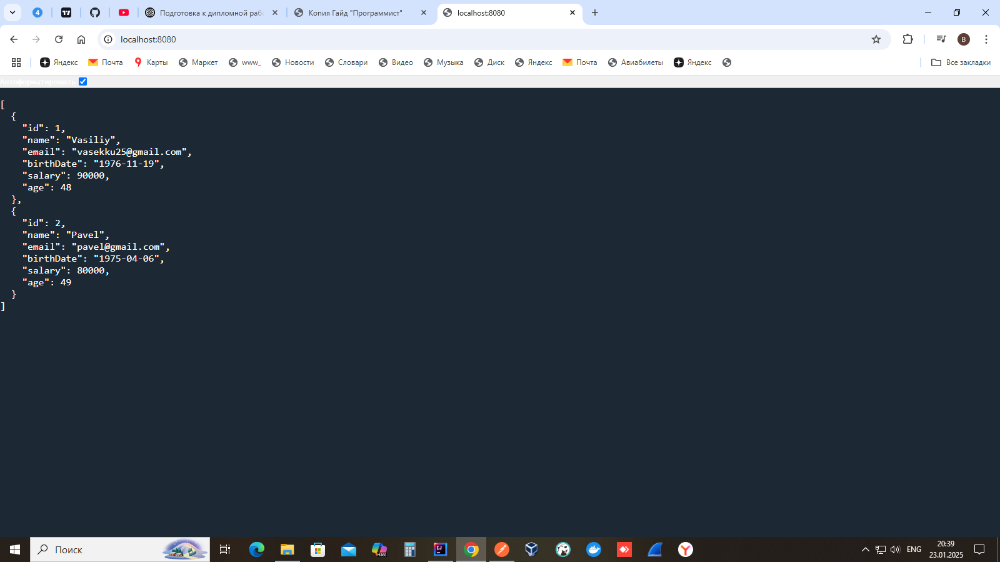 4
Подготовка к дипломной раб
Копия Гайд "Программист"
localhost:8080
localhost:8080
B
Яндекс
Почта
Карты
Маркет
www_
Новости
Словари
Видео
Музыка
Диск
Яндекс
Почта
Авиабилеты
Яндекс
Все закладки
Автоформатировать
[
{
"id": 1,
"name": "Vasiliy",
"email": "vasekku25@gmail.com",
"birthDate": "1976-11-19",
"salary": 90000,
"age": 48
},
{
"id": 2,
"name": "Pavel",
"email": "pavel@gmail.com",
"birthDate": "1975-04-06",
"salary": 80000,
"age": 49
}
]
Поиск
M365
IJ
ENG
20:39
23.01.2025